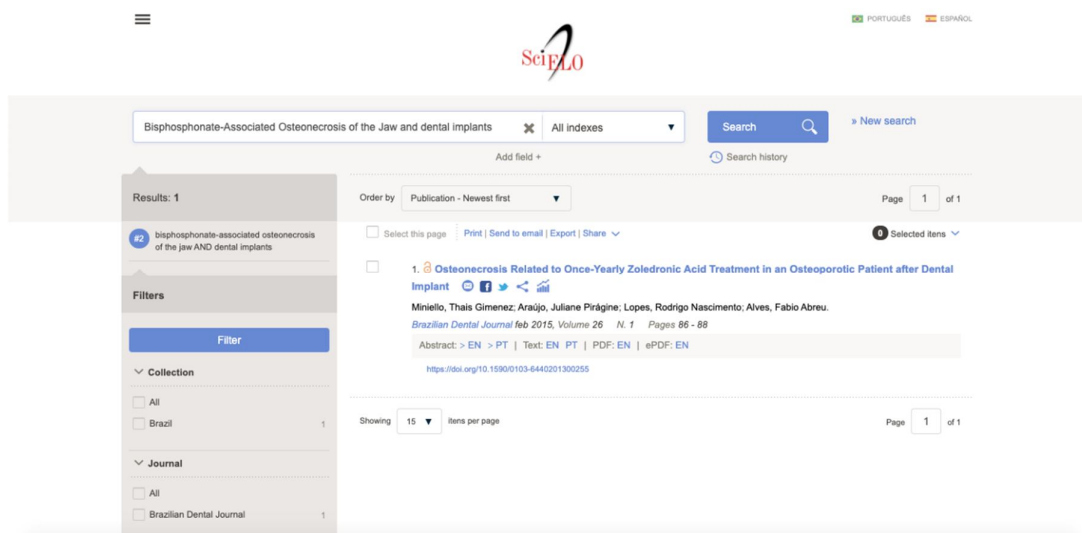 PORTUGUÊS ESPAÑOL
SciELO
Bisphosphonate-Associated Osteonecrosis of the Jaw and dental implants All indexes Search » New search
Add field + Search history
Results: 1 Order by Publication - Newest first Page 1 of 1
#2 bisphosphonate-associated osteonecrosis
of the jaw AND dental implants
Select this page Print | Send to email | Export | Share 0 Selected itens
1. Osteonecrosis Related to Once-Yearly Zoledronic Acid Treatment in an Osteoporotic Patient after Dental
Implant
Miniello, Thais Gimenez; Araújo, Juliane Pirágine; Lopes, Rodrigo Nascimento; Alves, Fabio Abreu.
Brazilian Dental Journal feb 2015, Volume 26 N. 1 Pages 86 - 88
Abstract: > EN > PT | Text: EN PT | PDF: EN | ePDF: EN
https://doi.org/10.1590/0103-6440201300255
Filters
Filter
Collection
All
Brazil 1
Showing 15 itens per page Page 1 of 1
Journal
All
Brazilian Dental Journal 1